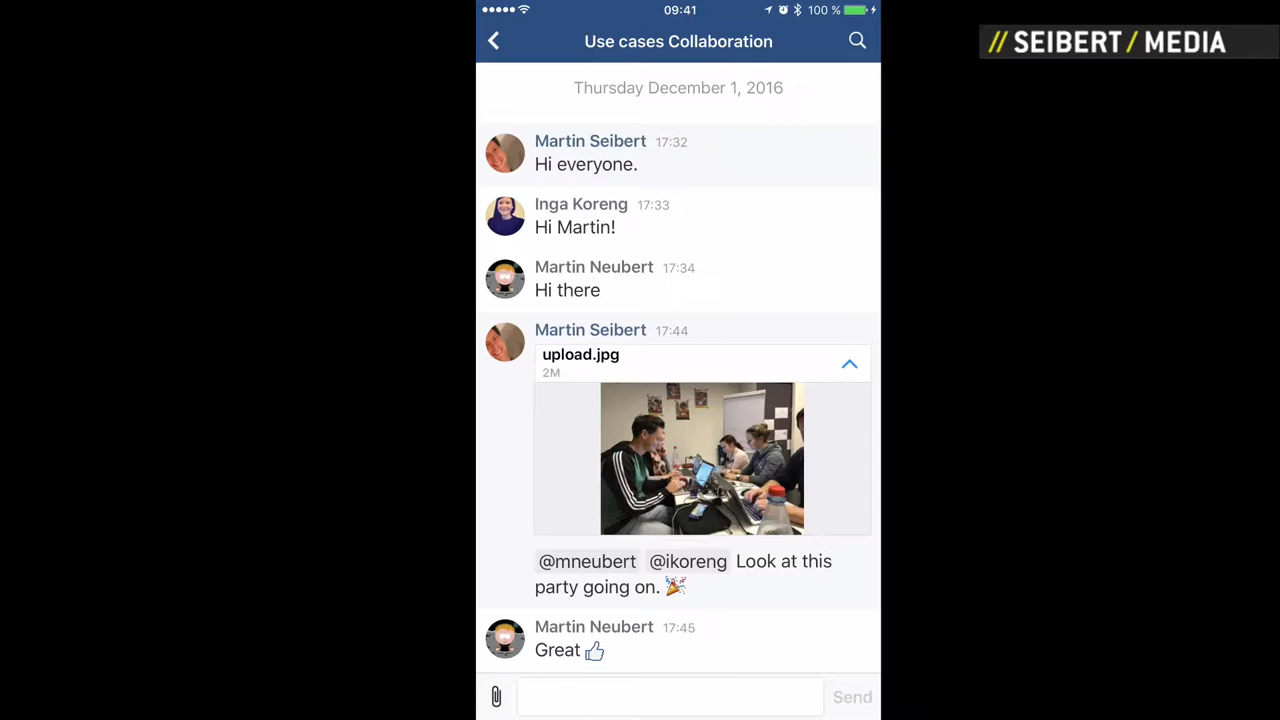 09:41
100 %
// SEIBERT / MEDIA
Use cases Collaboration
Thursday December 1, 2016
Martin Seibert 17:32
Hi everyone.
Inga Koreng 17:33
Hi Martin!
Martin Neubert 17:34
Hi there
Martin Seibert 17:44
upload.jpg
2M
@mneubert @ikoreng Look at this
party going on. 🎉
Martin Neubert 17:45
Great 👍
Send